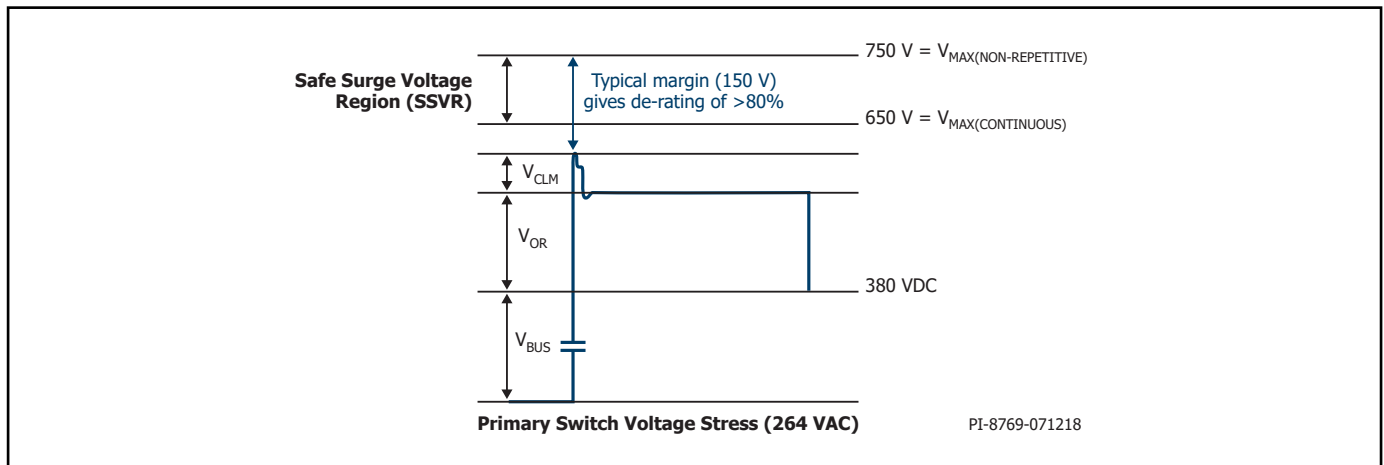 750 V = VMAX(NON-REPETITIVE)
Safe Surge Voltage
Region (SSVR)
Typical margin (150 V)
gives de-rating of >80%
650 V = VMAX(CONTINUOUS)
VCLM
VOR
380 VDC
VBUS
Primary Switch Voltage Stress (264 VAC)
PI-8769-071218